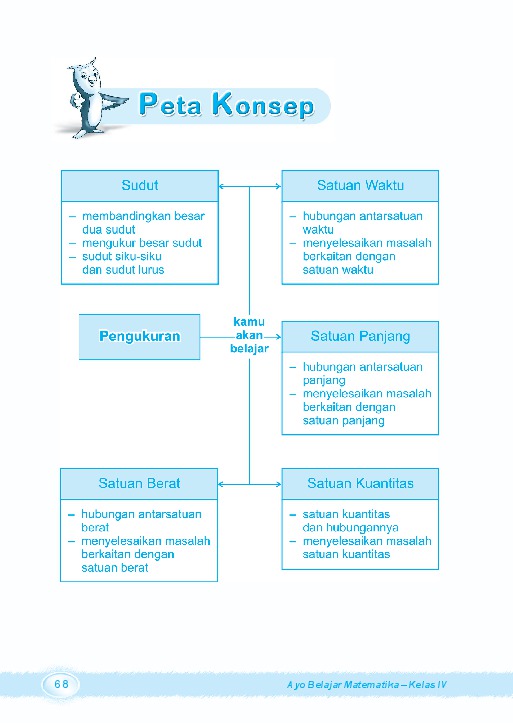 Peta Konsep
Sudut
– membandingkan besar
dua sudut
– mengukur besar sudut
– sudut siku-siku
dan sudut lurus
Satuan Waktu
– hubungan antarsatuan
waktu
– menyelesaikan masalah
berkaitan dengan
satuan waktu
Pengukuran
kamu
akan
belajar
Satuan Panjang
– hubungan antarsatuan
panjang
– menyelesaikan masalah
berkaitan dengan
satuan panjang
Satuan Berat
– hubungan antarsatuan
berat
– menyelesaikan masalah
berkaitan dengan
satuan berat
Satuan Kuantitas
– satuan kuantitas
dan hubungannya
– menyelesaikan masalah
satuan kuantitas
68
Ayo Belajar Matematika – Kelas IV